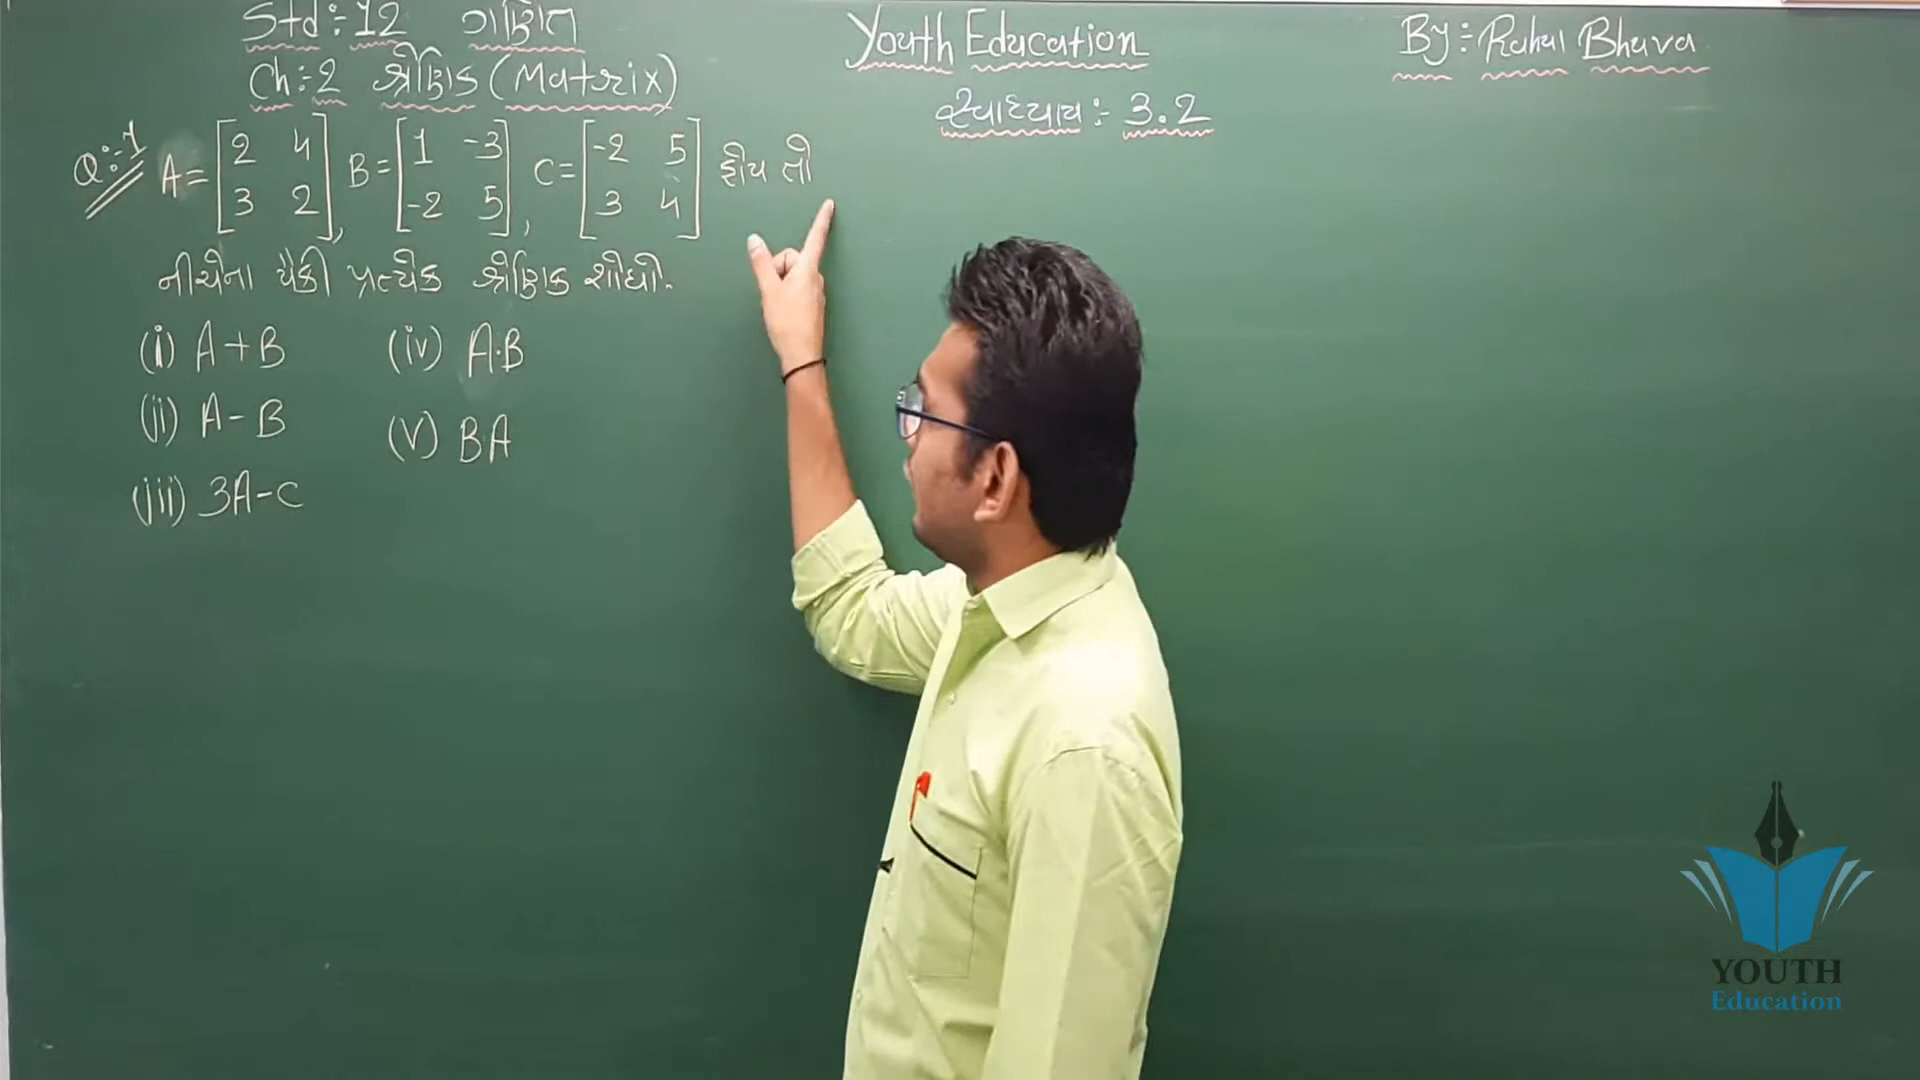 Std:- 12 ગણિત
Ch:- 2 શ્રેણિક (Matrix)
Youth Education
સ્વાધ્યાય:- 3.2
By:- Rahul Bhuva
Q:-1 A = [2 4 3 2], B = [1 -3 -2 5], C = [-2 5 3 4] હોય તો
નીચેના પૈકી પ્રત્યેક શ્રેણિક શોધો.
(i) A+B (iv) A·B
(ii) A-B (v) BA
(iii) 3A-C
YOUTH
Education